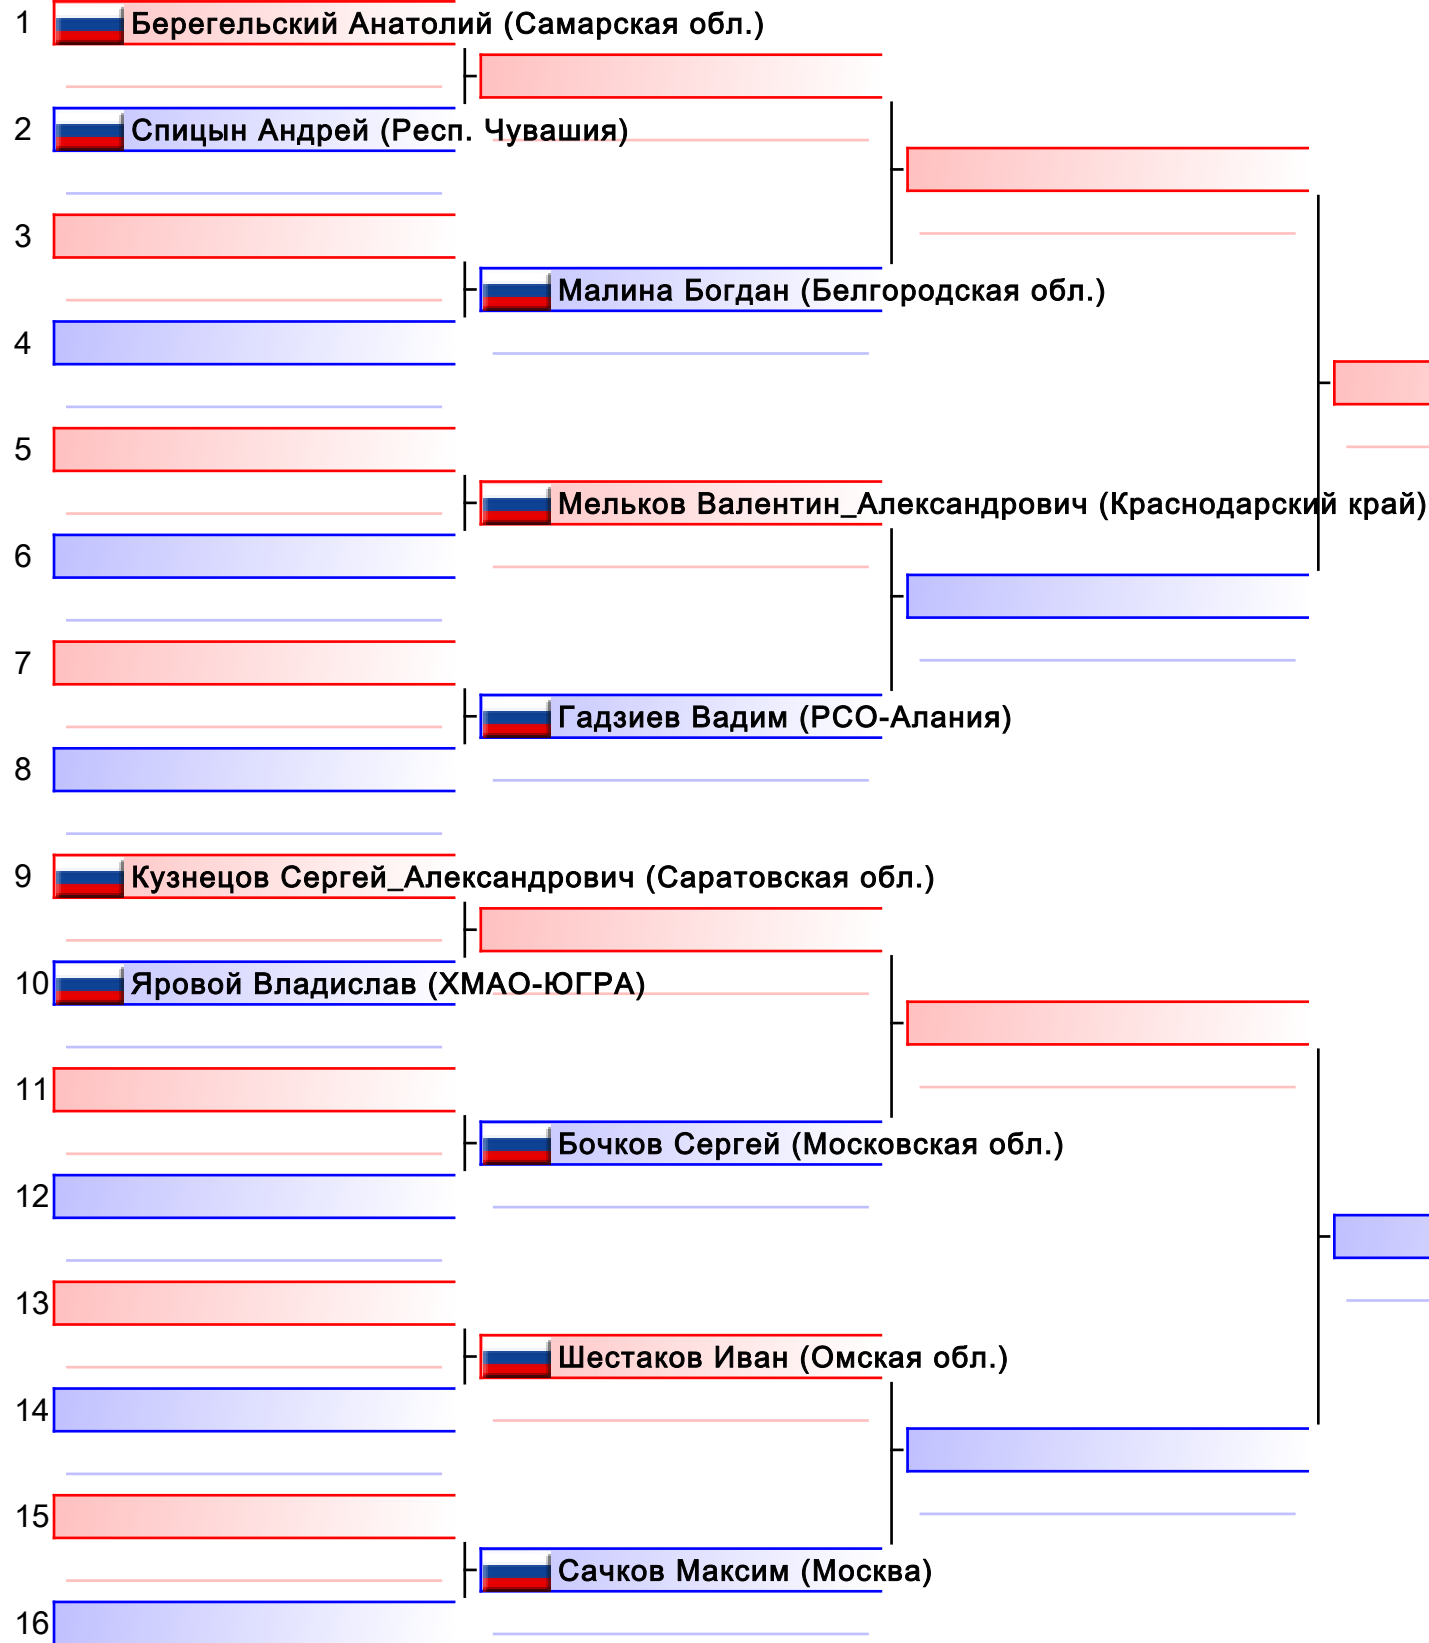 1 Берегельский Анатолий (Самарская обл.)
2 Спицын Андрей (Респ. Чувашия)
3
Малина Богдан (Белгородская обл.)
4
5
Мельков Валентин_Александрович (Краснодарский край)
6
7
Гадзиев Вадим (РСО-Алания)
8
9 Кузнецов Сергей_Александрович (Саратовская обл.)
10 Яровой Владислав (ХМАО-ЮГРА)
11
Бочков Сергей (Московская обл.)
12
13
Шестаков Иван (Омская обл.)
14
15
Сачков Максим (Москва)
16